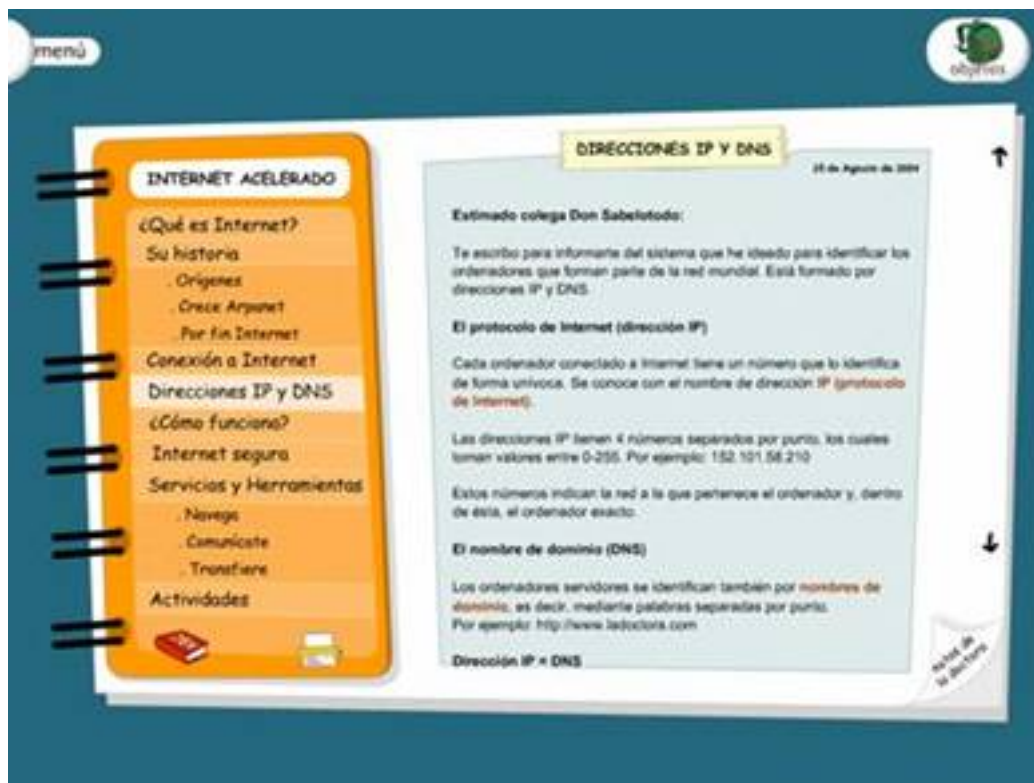 menú
objetivos
INTERNET ACELERADO
¿Qué es Internet?
Su historia
. Orígenes
. Crece Arpanet
. Por fin Internet
Conexión a Internet
Direcciones IP y DNS
¿Cómo funciona?
Internet segura
Servicios y Herramientas
. Navega
. Comunícate
. Transfiere
Actividades
DIRECCIONES IP Y DNS
25 de Agosto de 2004
Estimado colega Don Sabelotodo:
Te escribo para informarte del sistema que he ideado para identificar los
ordenadores que forman parte de la red mundial. Está formado por
direcciones IP y DNS.
El protocolo de Internet (dirección IP)
Cada ordenador conectado a Internet tiene un número que lo identifica
de forma unívoca. Se conoce con el nombre de dirección IP (protocolo
de Internet).
Las direcciones IP tienen 4 números separados por punto, los cuales
toman valores entre 0-255. Por ejemplo: 152.101.58.210
Estos números indican la red a la que pertenece el ordenador y, dentro
de ésta, el ordenador exacto.
El nombre de dominio (DNS)
Los ordenadores servidores se identifican también por nombres de
dominio, es decir, mediante palabras separadas por punto.
Por ejemplo: http://www.ladoctora.com
Dirección IP = DNS
notas de
la doctora